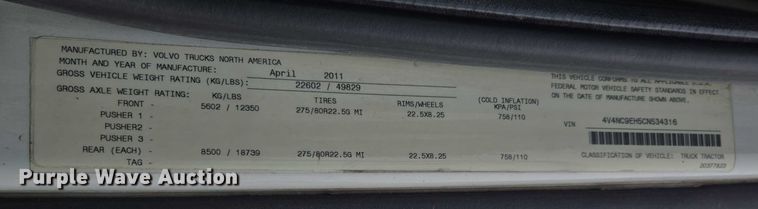 MANUFACTURED BY: VOLVO TRUCKS NORTH AMERICA
MONTH AND YEAR OF MANUFACTURE: April 2011
GROSS VEHICLE WEIGHT RATING (KG/LBS): 22602 / 49829
GROSS AXLE WEIGHT RATING: KG/LBS TIRES RIMS/WHEELS (COLD INFLATION) KPA/PSI
FRONT - 5602 / 12350 275/80R22.5G MI 22.5X8.25 758/110
PUSHER 1 -
PUSHER2 -
PUSHER 3 -
REAR (EACH) - 8500 / 18739 275/80R22.5G MI 22.5X8.25 758/110
TAG -
THIS VEHICLE CONFORMS TO ALL APPLICABLE
FEDERAL MOTOR VEHICLE SAFETY STANDARDS IN EFFECT
ON THE DATE OF MANUFACTURE SHOWN ABOVE.
VIN 4V4NC9EH5CN534316
CLASSIFICATION OF VEHICLE: TRUCK TRACTOR
20377823
Purple Wave Auction